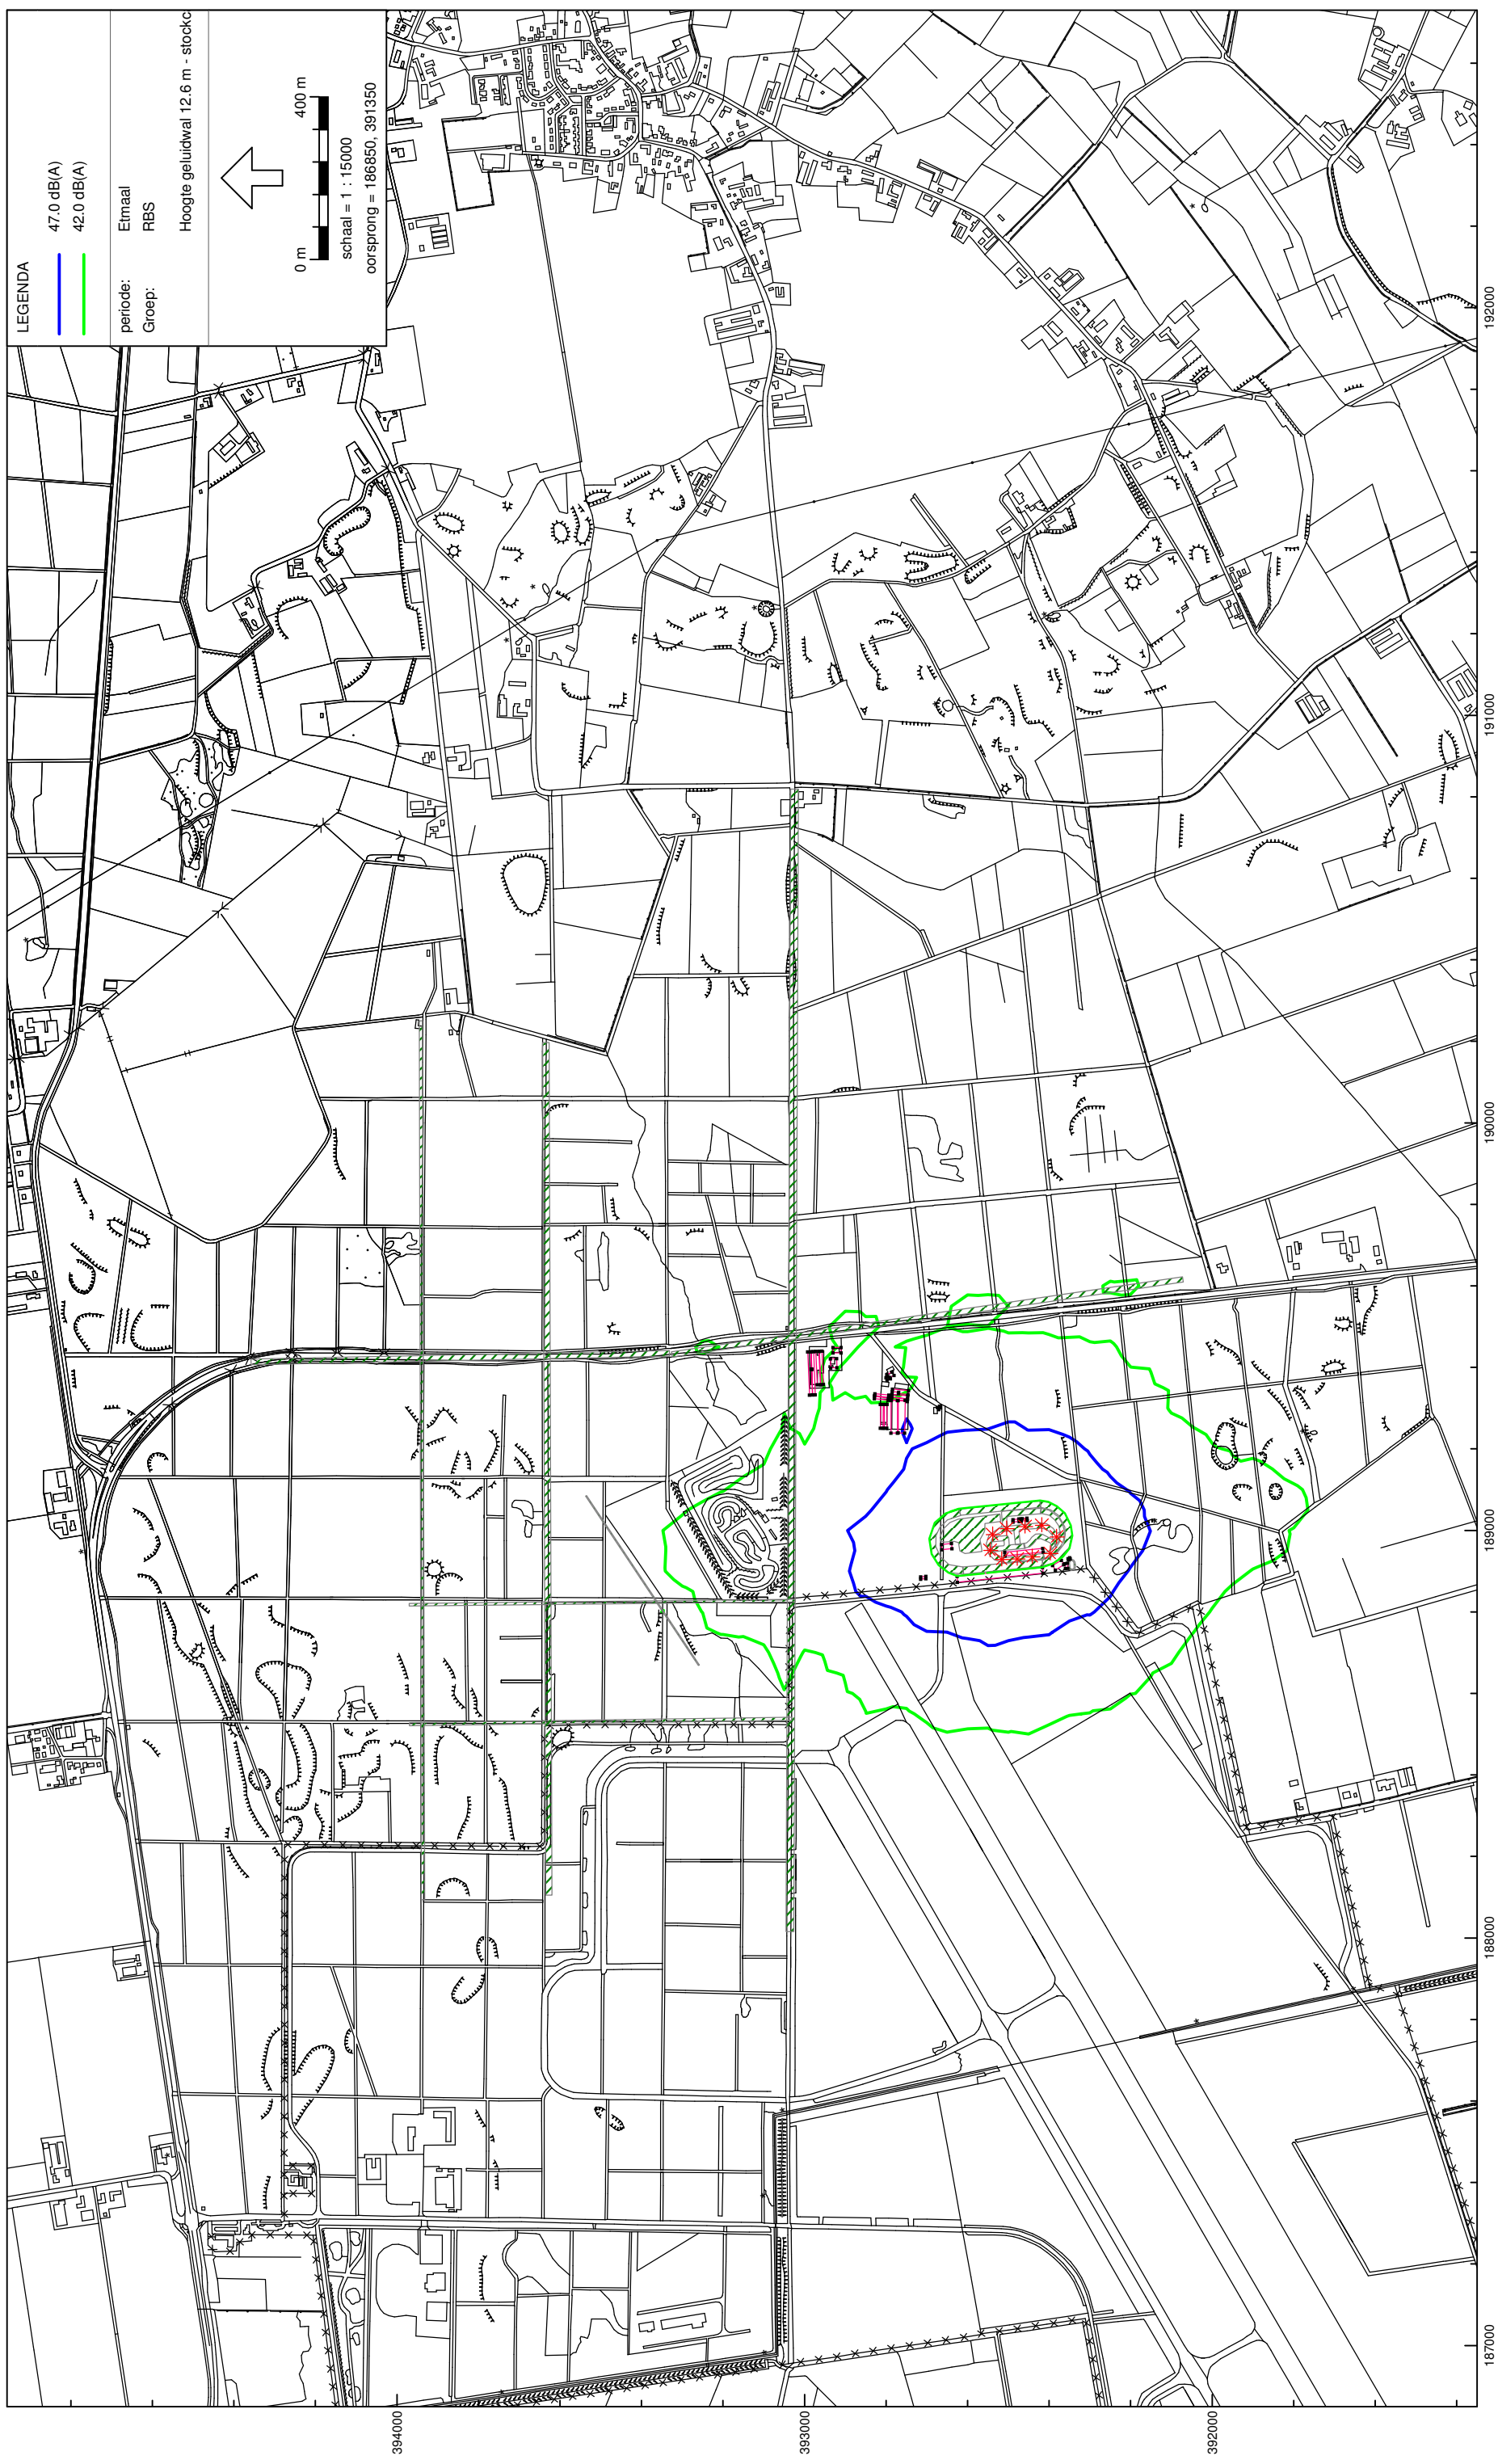 LEGENDA
47.0 dB(A)
42.0 dB(A)
periode: Etmaal
Groep: RBS
Hoogte geluidwal 12.6 m - stockc
0 m 400 m
schaal = 1 : 15000
oorsprong = 186850, 391350
394000
393000
392000
187000
188000
189000
190000
191000
192000